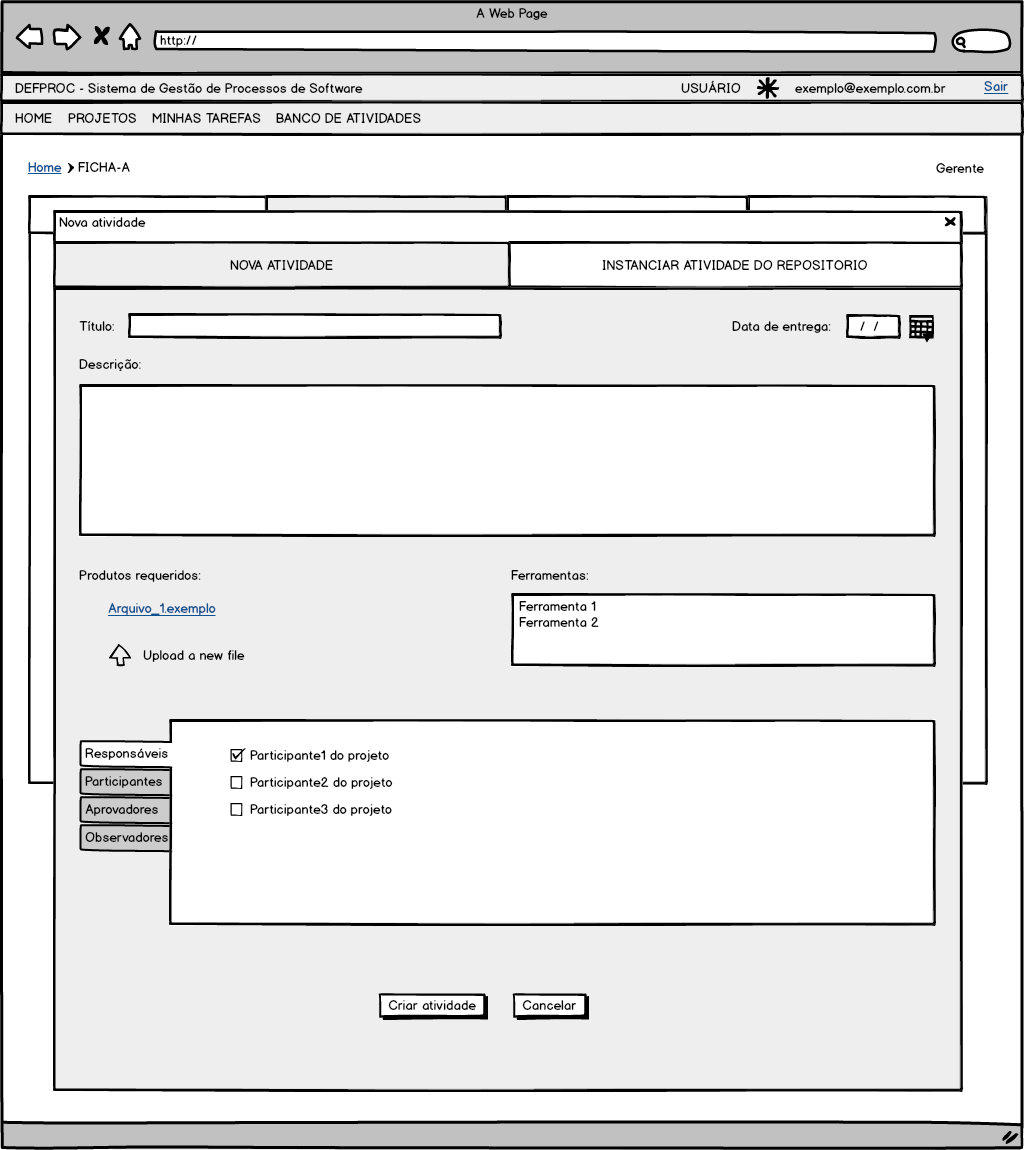 A Web Page
http://
DEFPROC - Sistema de Gestão de Processos de Software
USUÁRIO
exemplo@exemplo.com.br
Sair
HOME PROJETOS MINHAS TAREFAS BANCO DE ATIVIDADES
Home FICHA-A
Gerente
Nova atividade
NOVA ATIVIDADE
INSTANCIAR ATIVIDADE DO REPOSITORIO
Título:
Data de entrega:
/ /
Descrição:
Produtos requeridos:
Ferramentas:
Arquivo_1.exemplo
Ferramenta 1
Ferramenta 2
Upload a new file
Responsáveis
Participantes
Aprovadores
Observadores
Participante1 do projeto
Participante2 do projeto
Participante3 do projeto
Criar atividade
Cancelar